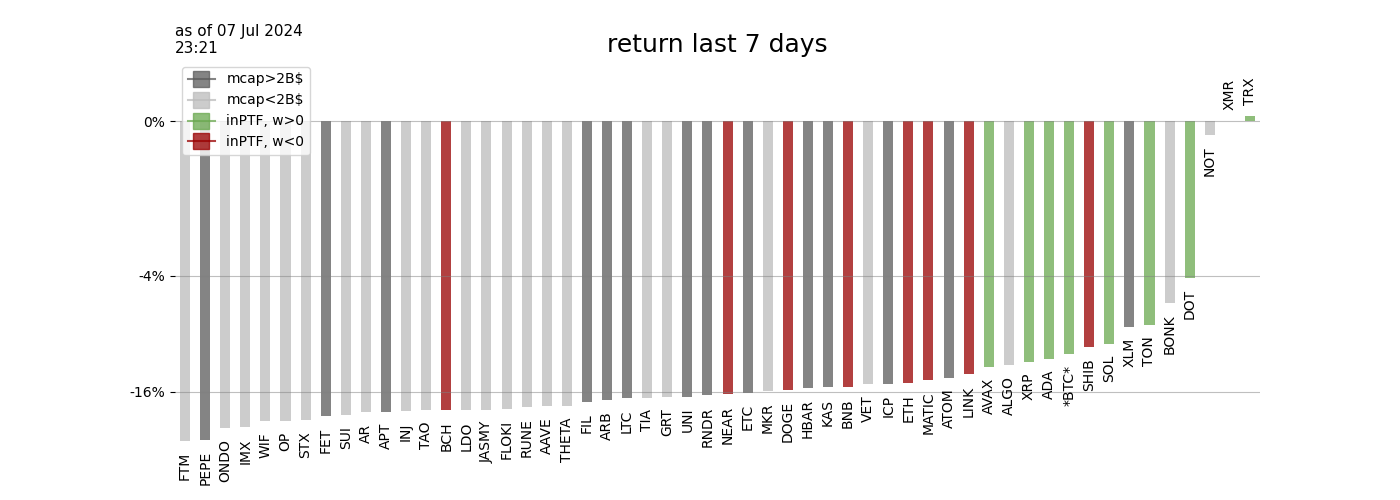 as of 07 Jul 2024
23:21
return last 7 days
mcap>2B$
mcap<2B$
inPTF, w>0
inPTF, w<0
0%
-4%
-16%
FTM
PEPE
ONDO
IMX
WIF
OP
STX
FET
SUI
AR
APT
INJ
TAO
BCH
LDO
JASMY
FLOKI
RUNE
AAVE
THETA
FIL
ARB
LTC
TIA
GRT
UNI
RNDR
NEAR
ETC
MKR
DOGE
HBAR
KAS
BNB
VET
ICP
ETH
MATIC
ATOM
LINK
AVAX
ALGO
XRP
ADA
*BTC*
SHIB
SOL
XLM
TON
BONK
DOT
NOT
XMR
TRX